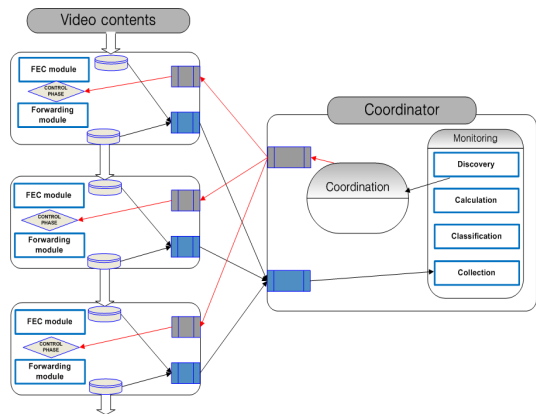 Video contents
FEC module
CONTROL
PHASE
Forwarding
module
FEC module
CONTROL
PHASE
Forwarding
module
FEC module
CONTROL
PHASE
Forwarding
module
Coordinator
Coordination
Monitoring
Discovery
Calculation
Classification
Collection